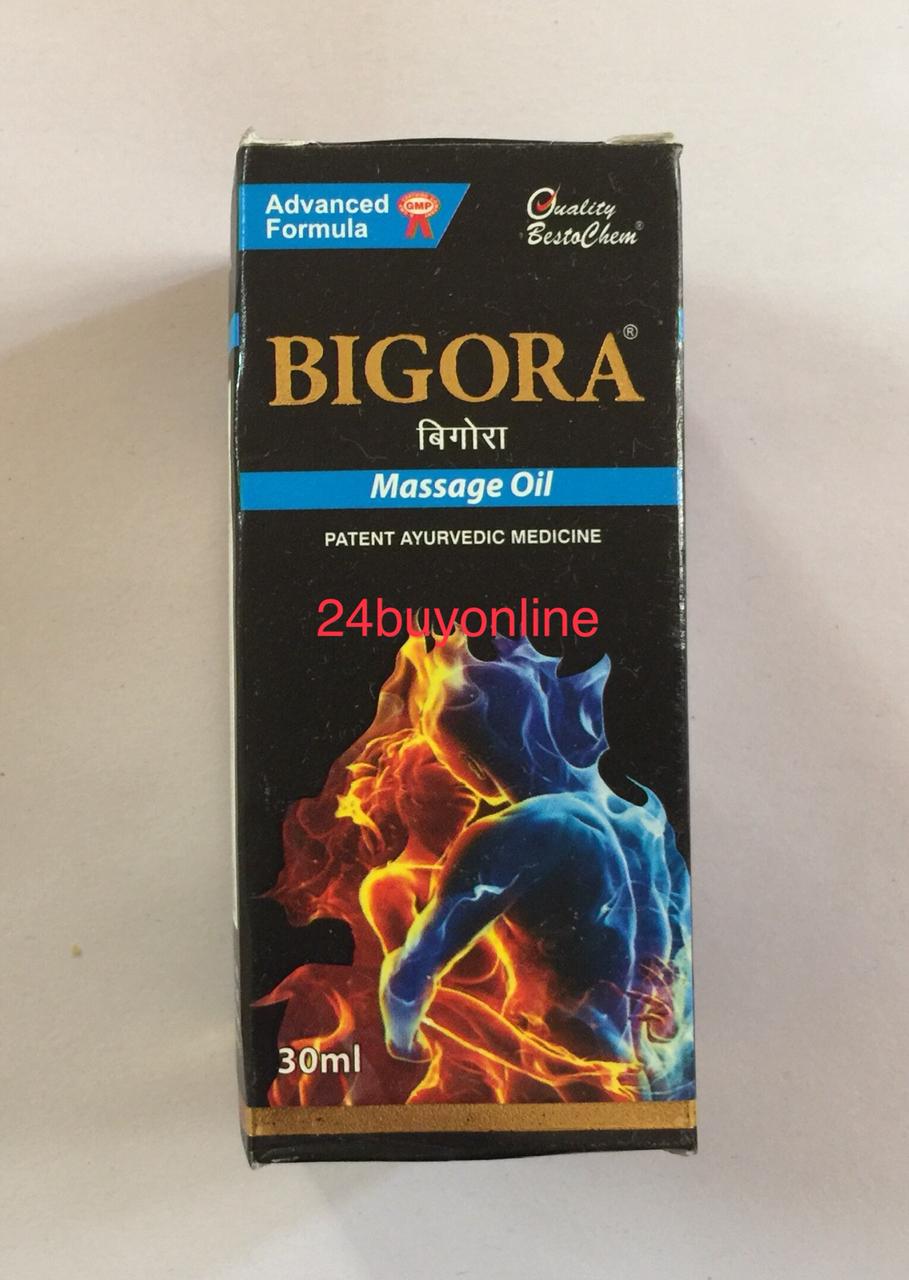 Advanced
Formula
GMP
Quality
BestoChem®
BIGORA®
बिगोरा
Massage Oil
PATENT AYURVEDIC MEDICINE
24buyonline
30ml